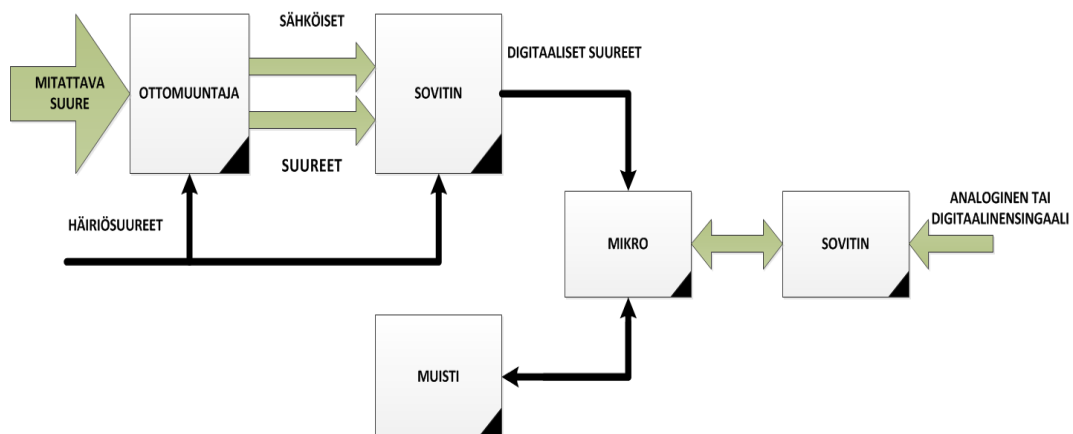 SÄHKÖISET
DIGITAALISET SUUREET
MITATTAVA
SUURE
OTTOMUUNTAJA
SOVITIN
SUUREET
HÄIRIÖSUUREET
MIKRO
SOVITIN
ANALOGINEN TAI
DIGITAALINENSINGAALI
MUISTI